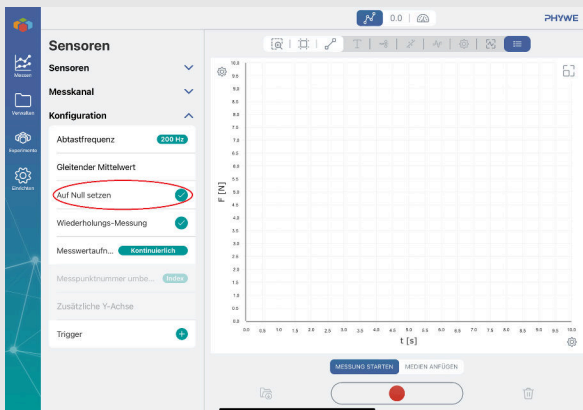 0.0
PHYWE
Sensoren
Messen
Verwalten
Experimente
Einrichten
Sensoren
Messkanal
Konfiguration
Abtastfrequenz 200 Hz
Gleitender Mittelwert
Auf Null setzen
Wiederholungs-Messung
Messwertaufn... Kontinuierlich
Messpunktnummer umbe... Index
Zusätzliche Y-Achse
Trigger
F [N]
10.0
9.5
9.0
8.5
8.0
7.5
7.0
6.5
6.0
5.5
5.0
4.5
4.0
3.5
3.0
2.5
2.0
1.5
1.0
0.5
0.0
0.0 0.5 1.0 1.5 2.0 2.5 3.0 3.5 4.0 4.5 5.0 5.5 6.0 6.5 7.0 7.5 8.0 8.5 9.0 9.5 10.0
t [s]
MESSUNG STARTEN MEDIEN ANFÜGEN